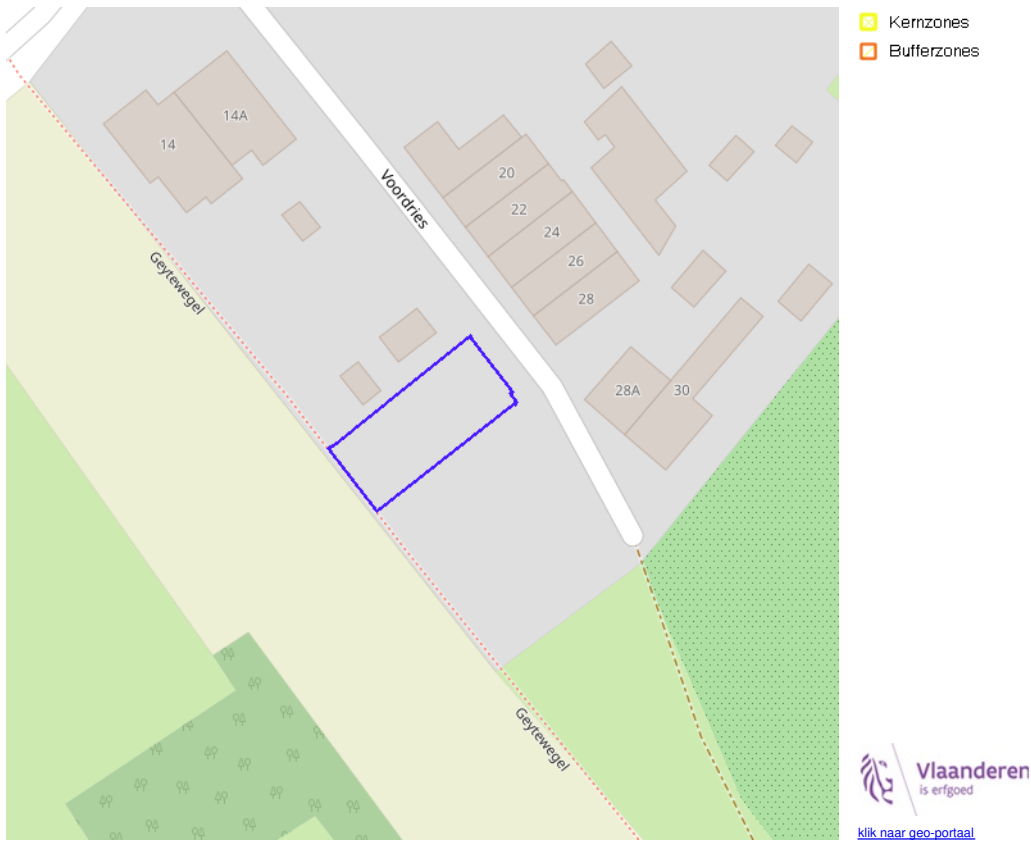 Kernzones
Bufferzones
14A
14
20
Voordries
22
24
26
Geytewegel
28
28A
30
Geytewegel
Vlaanderen
is erfgoed
klik naar geo-portaal